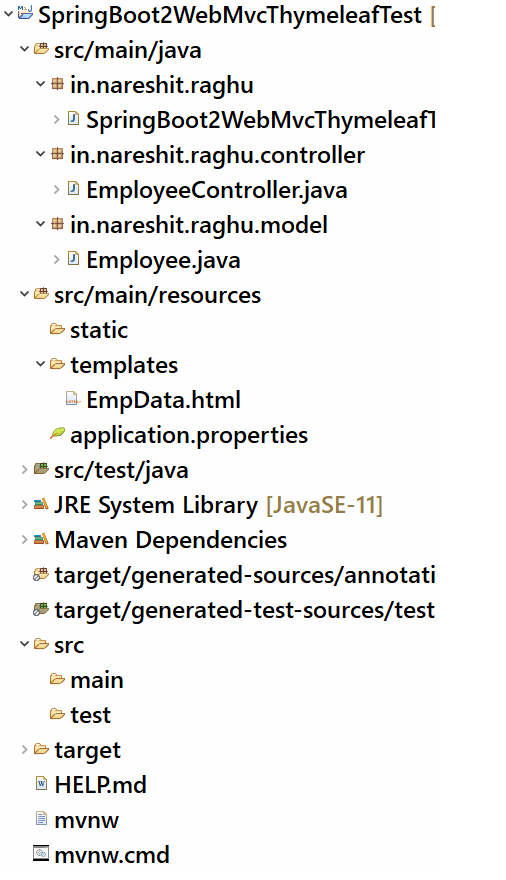 SpringBoot2WebMvcThymeleafTest [
src/main/java
in.nareshit.raghu
SpringBoot2WebMvcThymeleafT
in.nareshit.raghu.controller
EmployeeController.java
in.nareshit.raghu.model
Employee.java
src/main/resources
static
templates
EmpData.html
application.properties
src/test/java
JRE System Library [JavaSE-11]
Maven Dependencies
target/generated-sources/annotati
target/generated-test-sources/test
src
main
test
target
HELP.md
mvnw
mvnw.cmd